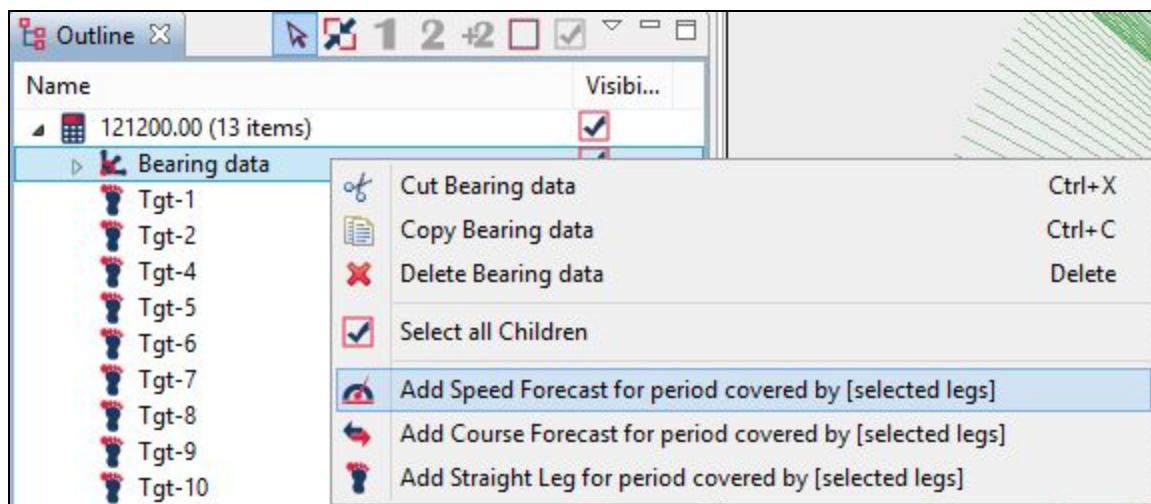 Outline
1 2 +2
Name Visibi...
121200.00 (13 items)
Bearing data
Tgt-1
Tgt-2
Tgt-4
Tgt-5
Tgt-6
Tgt-7
Tgt-8
Tgt-9
Tgt-10
Cut Bearing data Ctrl+X
Copy Bearing data Ctrl+C
Delete Bearing data Delete
Select all Children
Add Speed Forecast for period covered by [selected legs]
Add Course Forecast for period covered by [selected legs]
Add Straight Leg for period covered by [selected legs]